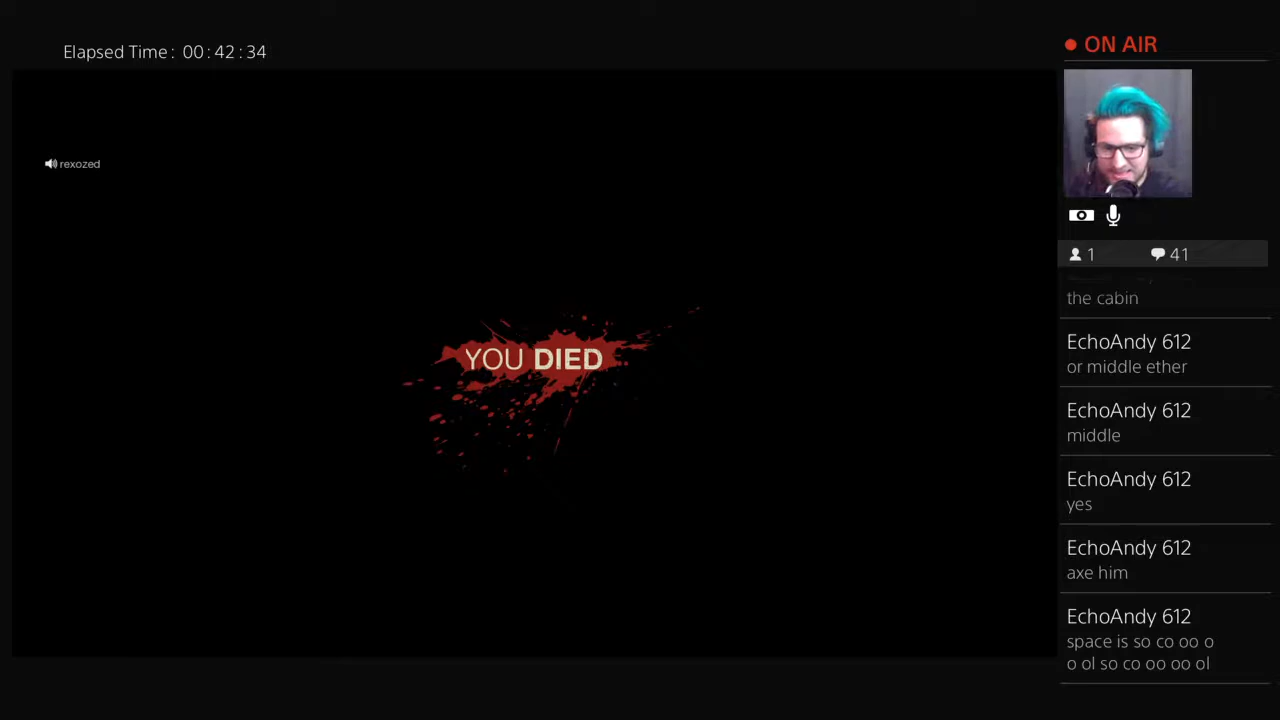 Elapsed Time: 00:42:34
ON AIR
rexozed
1 41
the cabin
EchoAndy 612
or middle ether
EchoAndy 612
middle
EchoAndy 612
yes
EchoAndy 612
axe him
EchoAndy 612
space is so co oo o
o ol so co oo oo ol
YOU DIED